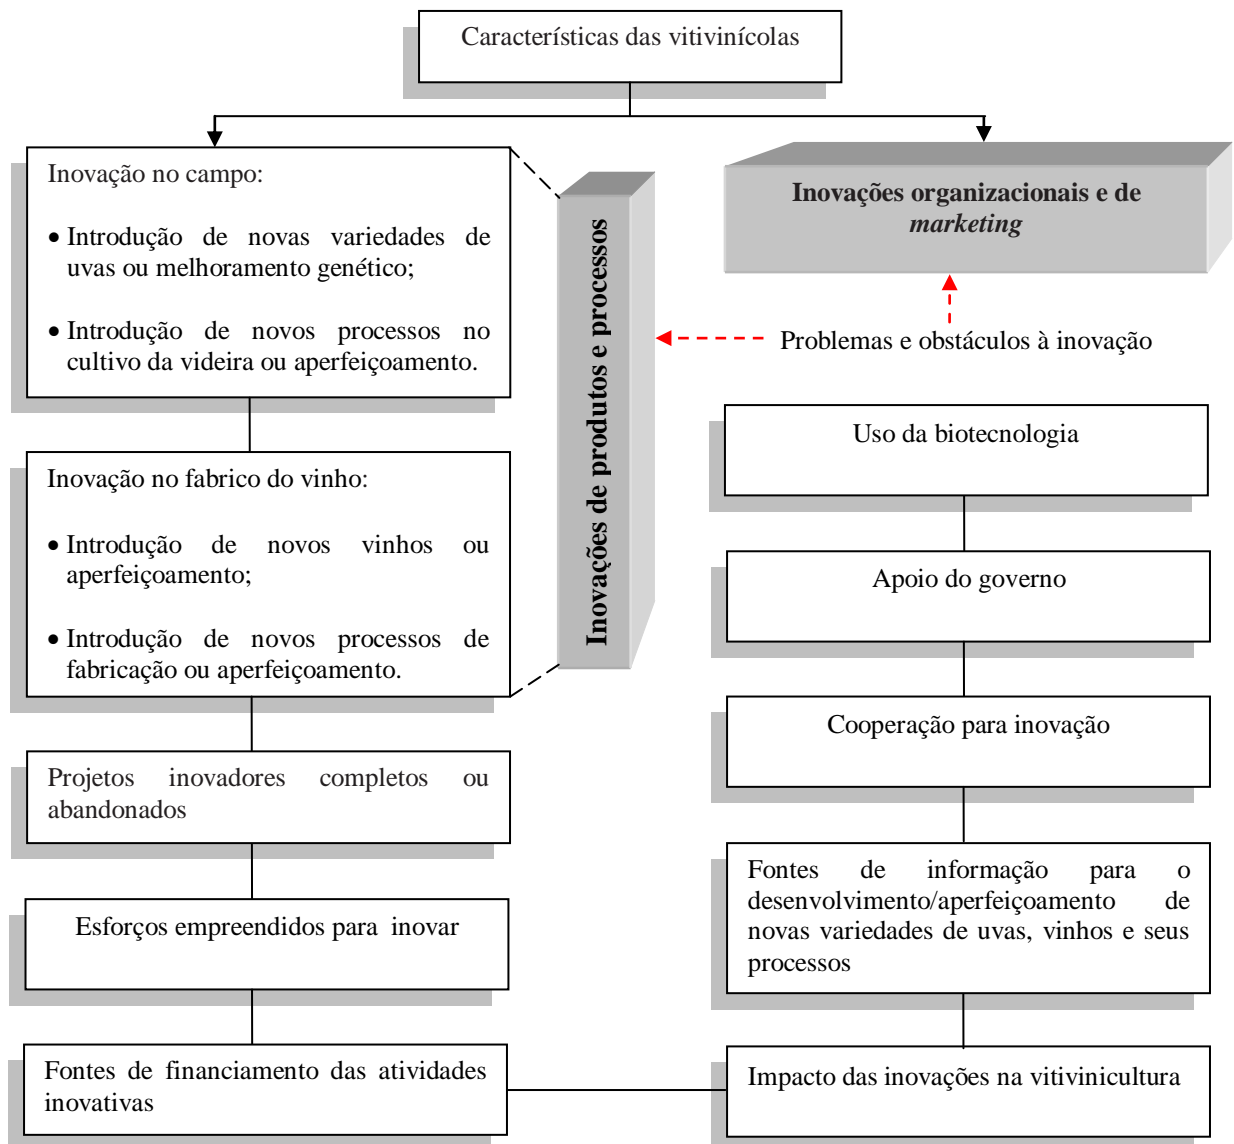 Características das vitivinícolas
Inovação no campo:
• Introdução de novas variedades de
uvas ou melhoramento genético;
• Introdução de novos processos no
cultivo da videira ou aperfeiçoamento.
Inovação no fabrico do vinho:
• Introdução de novos vinhos ou
aperfeiçoamento;
• Introdução de novos processos de
fabricação ou aperfeiçoamento.
Projetos inovadores completos ou
abandonados
Esforços empreendidos para inovar
Fontes de financiamento das atividades
inovativas
Inovações de produtos e processos
Inovações organizacionais e de
marketing
Problemas e obstáculos à inovação
Uso da biotecnologia
Apoio do governo
Cooperação para inovação
Fontes de informação para o
desenvolvimento/aperfeiçoamento de
novas variedades de uvas, vinhos e seus
processos
Impacto das inovações na vitivinicultura